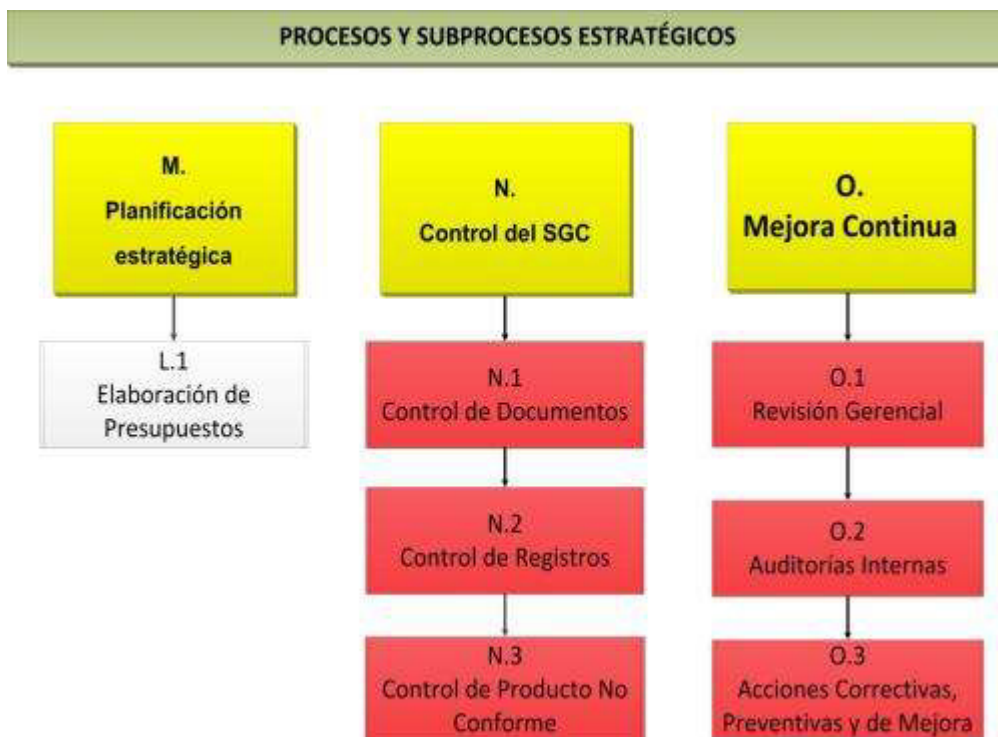 PROCESOS Y SUBPROCESOS ESTRATÉGICOS
M.
Planificación
estratégica
L.1
Elaboración de
Presupuestos
N.
Control del SGC
N.1
Control de Documentos
N.2
Control de Registros
N.3
Control de Producto No
Conforme
O.
Mejora Continua
O.1
Revisión Gerencial
O.2
Auditorías Internas
O.3
Acciones Correctivas,
Preventivas y de Mejora